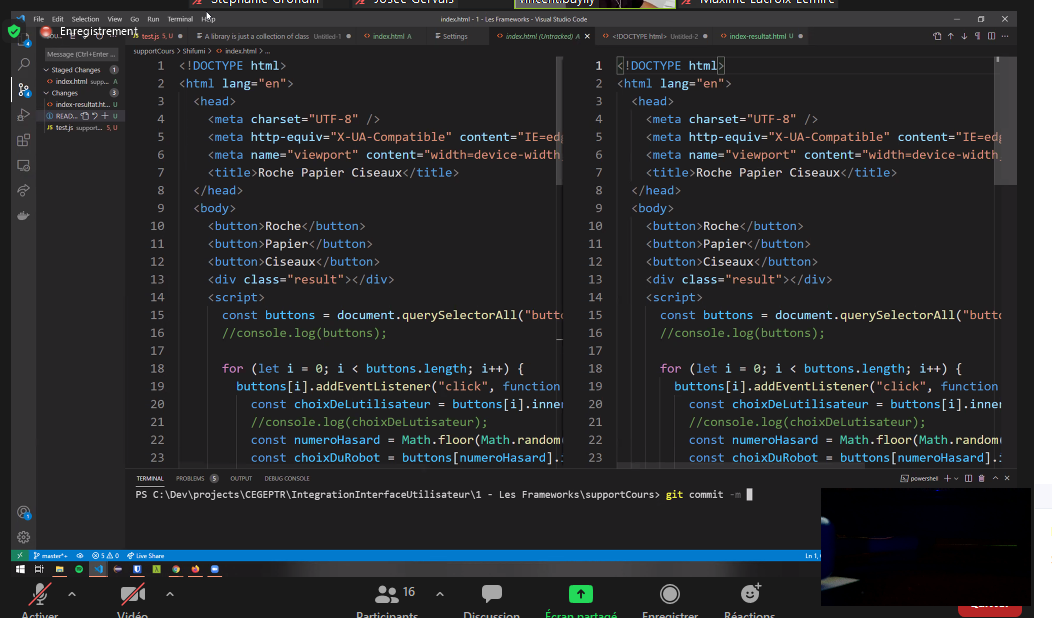 Stéphanie Grondin
Josée Gervais
vincent.bayily
Maxime Lacroix-Lemire
File Edit Selection View Go Run Terminal Help
index.html - 1 - Les Frameworks - Visual Studio Code
Enregistrement
test.js 5, U
A library is just a collection of class Untitled-1
index.html A
Settings
index.html (Untracked) A
<!DOCTYPE html> Untitled-2
index-resultat.html U
supportCours > Shifumi > index.html > ...
Message (Ctrl+Enter ...
Staged Changes 1
index.html supp... A
Changes 3
index-resultat.ht... U
READ... U
test.js support... 5, U
1 <!DOCTYPE html>
2 <html lang="en">
3 <head>
4 <meta charset="UTF-8" />
5 <meta http-equiv="X-UA-Compatible" content="IE=edg
6 <meta name="viewport" content="width=device-width,
7 <title>Roche Papier Ciseaux</title>
8 </head>
9 <body>
10 <button>Roche</button>
11 <button>Papier</button>
12 <button>Ciseaux</button>
13 <div class="result"></div>
14 <script>
15 const buttons = document.querySelectorAll("butto
16 //console.log(buttons);
17
18 for (let i = 0; i < buttons.length; i++) {
19 buttons[i].addEventListener("click", function
20 const choixDeLutilisateur = buttons[i].inner
21 //console.log(choixDeLutisateur);
22 const numeroHasard = Math.floor(Math.random(
23 const choixDuRobot = buttons[numeroHasard].i
1 <!DOCTYPE html>
2 <html lang="en">
3 <head>
4 <meta charset="UTF-8" />
5 <meta http-equiv="X-UA-Compatible" content="IE=edg
6 <meta name="viewport" content="width=device-width,
7 <title>Roche Papier Ciseaux</title>
8 </head>
9 <body>
10 <button>Roche</button>
11 <button>Papier</button>
12 <button>Ciseaux</button>
13 <div class="result"></div>
14 <script>
15 const buttons = document.querySelectorAll("butto
16 //console.log(buttons);
17
18 for (let i = 0; i < buttons.length; i++) {
19 buttons[i].addEventListener("click", function
20 const choixDeLutilisateur = buttons[i].inner
21 //console.log(choixDeLutisateur);
22 const numeroHasard = Math.floor(Math.random(
23 const choixDuRobot = buttons[numeroHasard].i
TERMINAL PROBLEMS 5 OUTPUT DEBUG CONSOLE
powershell
PS C:\Dev\projects\CEGEPTR\IntegrationInterfaceUtilisateur\1 - Les Frameworks\supportCours> git commit -m
master*+ 5 0 Live Share
Ln 1,
16
Activer
Vidéo
Participants
Discussion
Écran partagé
Enregistrer
Réactions
Quitter